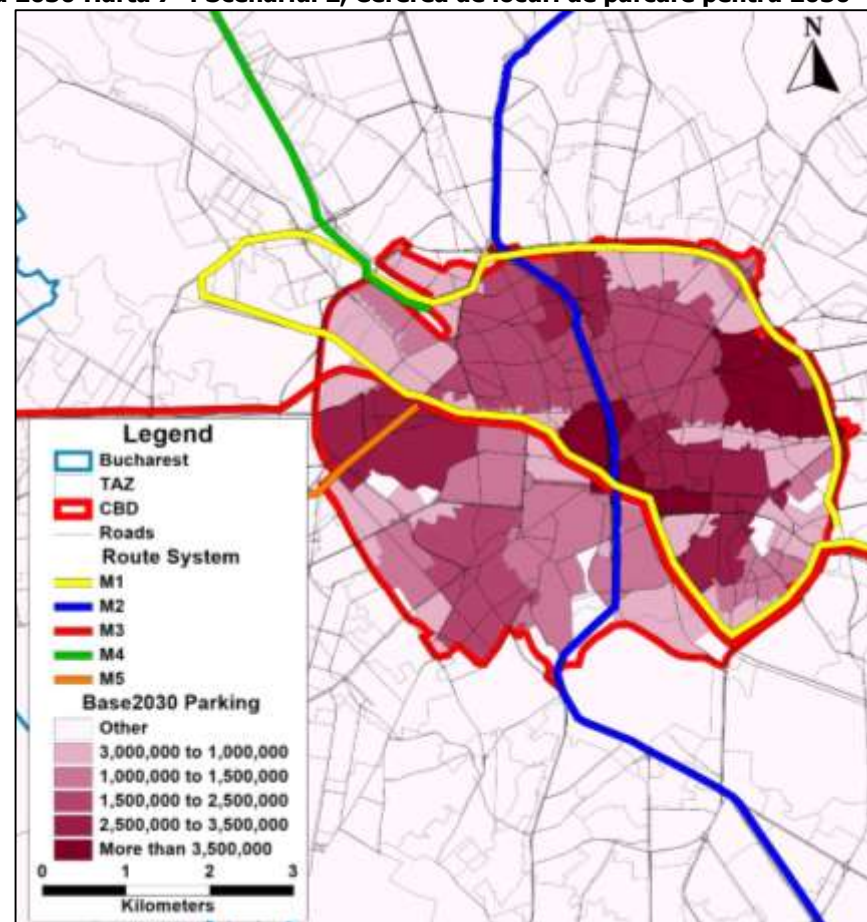 2030 Harta 7-4 Scenariul 2, Cererea de locuri de parcare pentru 2030
N
Legend
Bucharest
TAZ
CBD
Roads
Route System
M1
M2
M3
M4
M5
Base2030 Parking
Other
3,000,000 to 1,000,000
1,000,000 to 1,500,000
1,500,000 to 2,500,000
2,500,000 to 3,500,000
More than 3,500,000
0 1 2 3
Kilometers